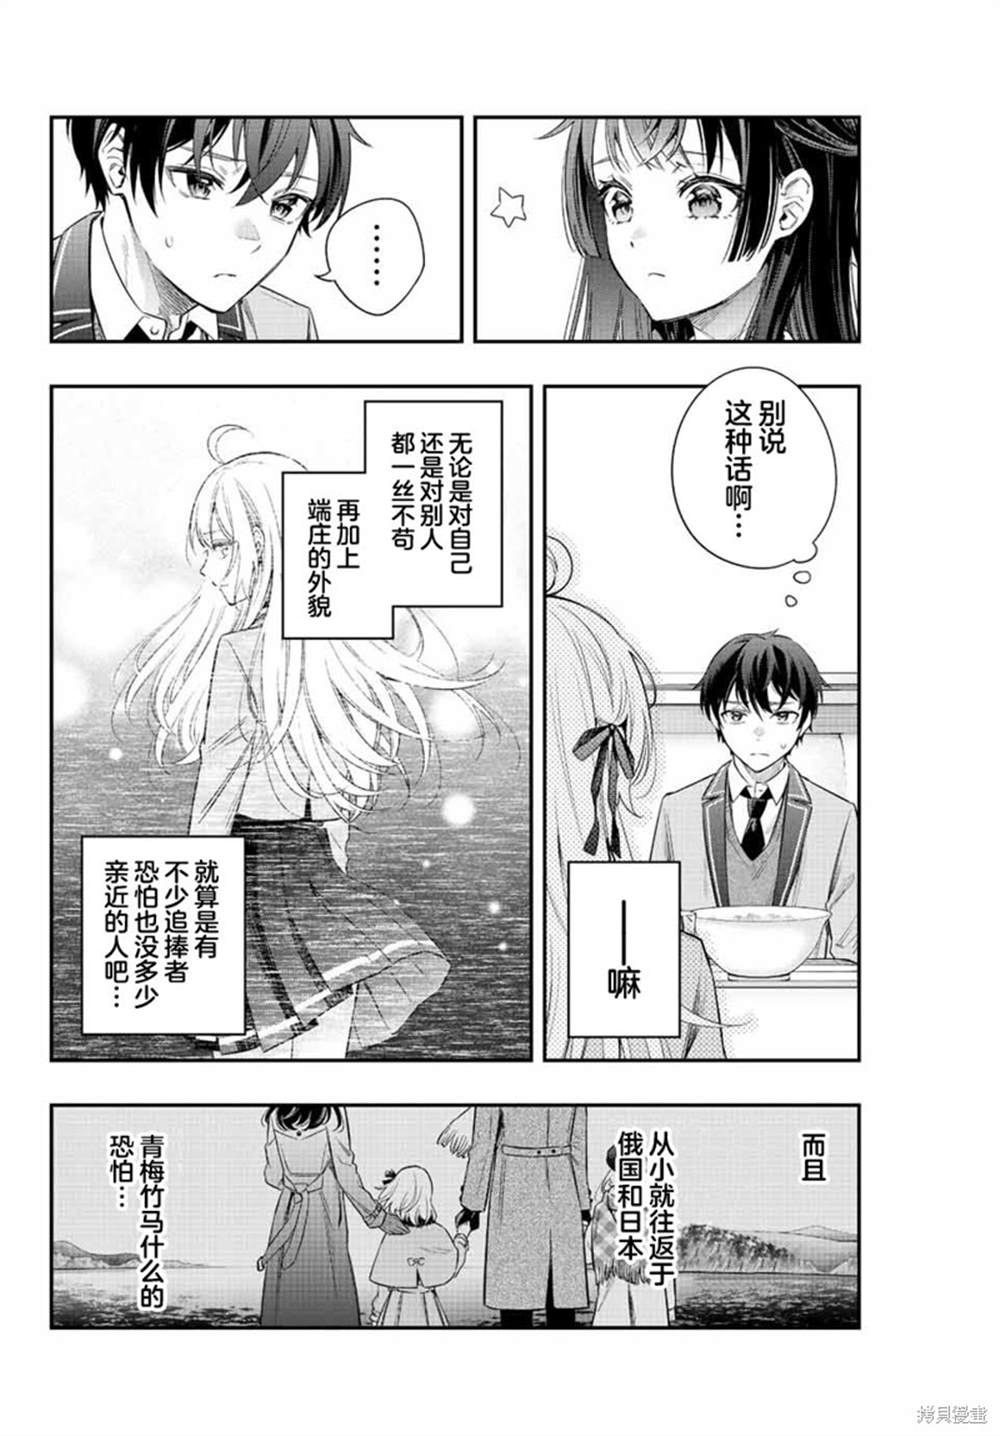 ………
别说
这种话啊…
——嘛
无论是对自己
还是对别人
都一丝不苟
再加上
端庄的外貌
就算是有
不少追捧者
恐怕也没多少
亲近的人吧…
而且
从小就往返于
俄国和日本
青梅竹马什么的
恐怕…
拷貝漫畫